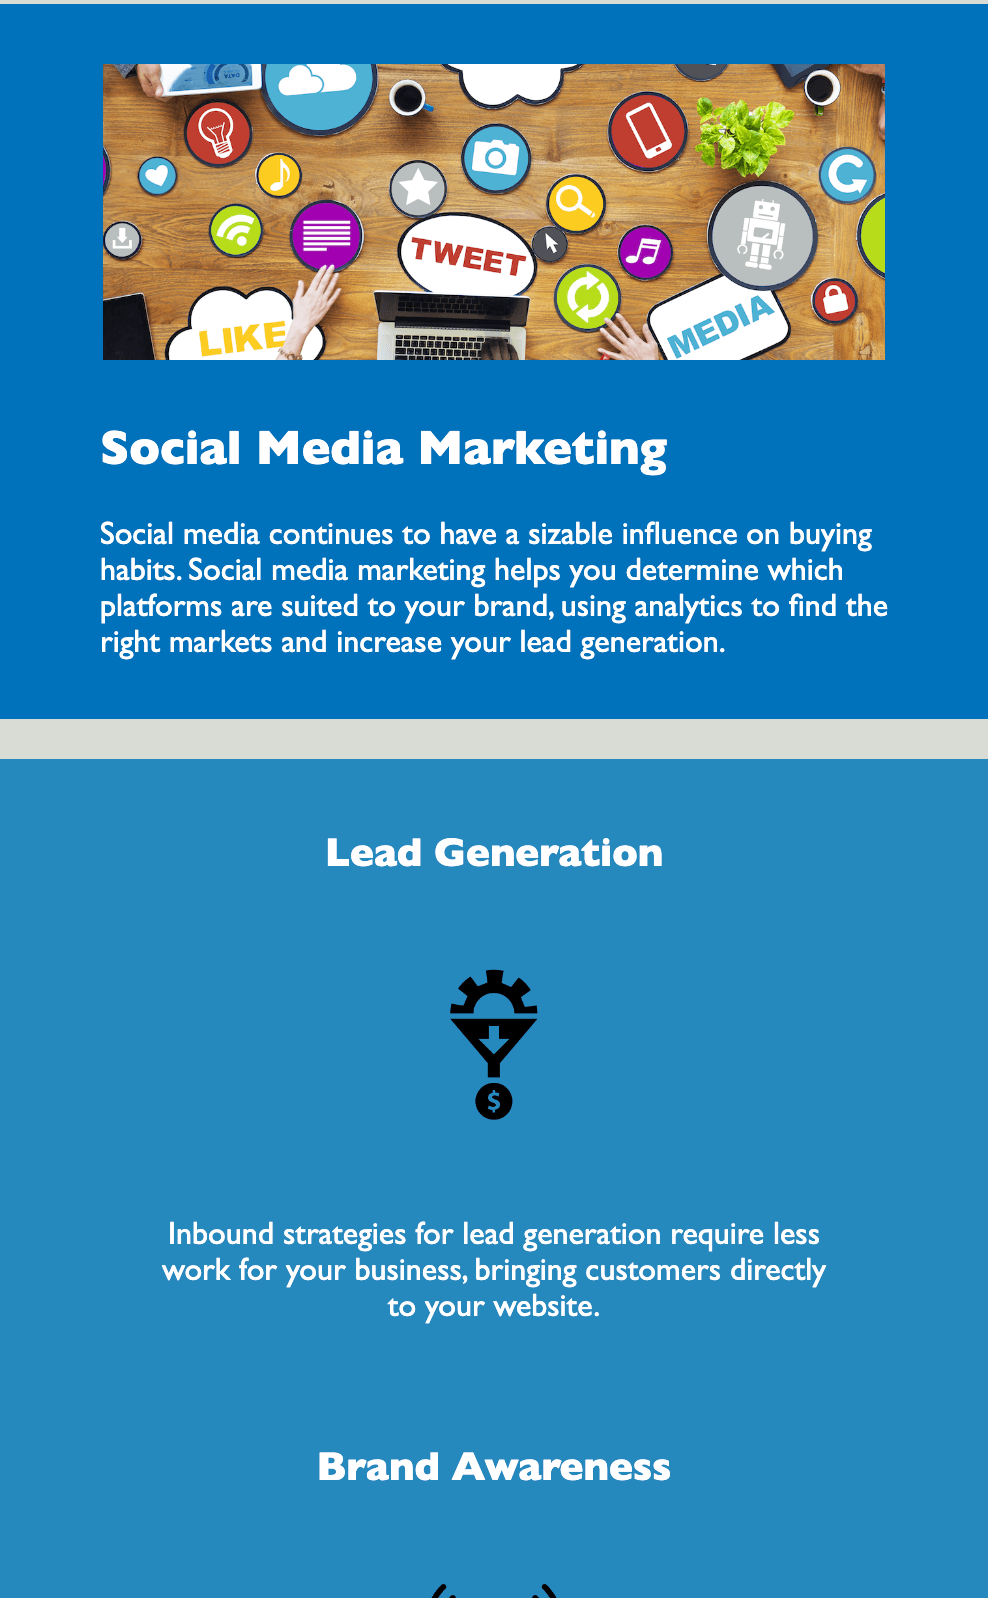 TWEET
LIKE
MEDIA
Social Media Marketing
Social media continues to have a sizable influence on buying
habits. Social media marketing helps you determine which
platforms are suited to your brand, using analytics to find the
right markets and increase your lead generation.
Lead Generation
$
Inbound strategies for lead generation require less
work for your business, bringing customers directly
to your website.
Brand Awareness